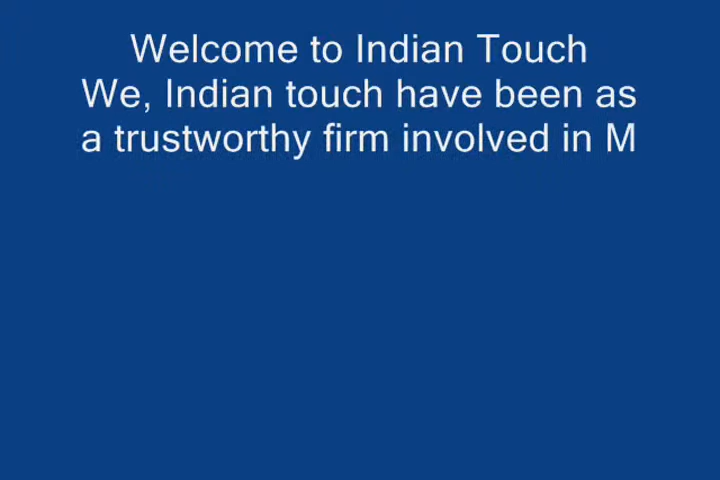 Welcome to Indian Touch
We, Indian touch have been as
a trustworthy firm involved in M